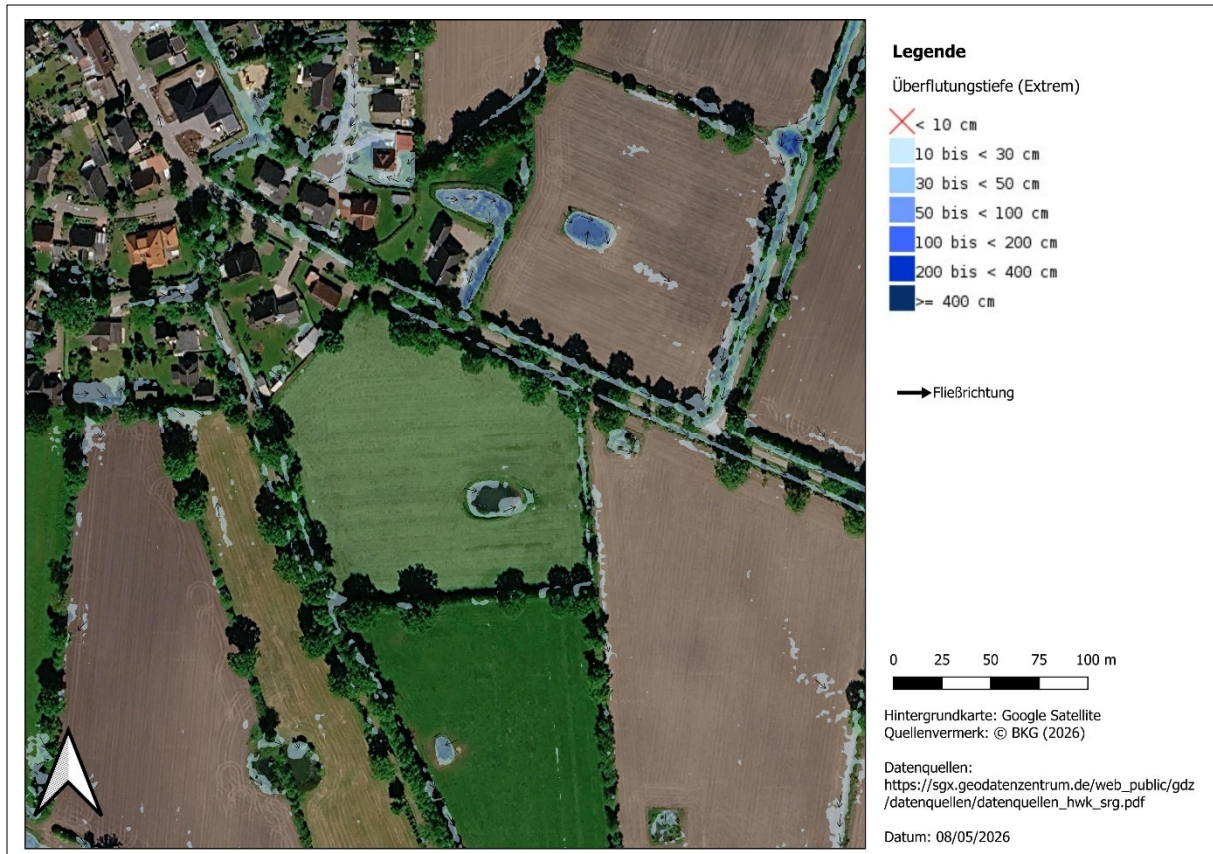 Legende
Überflutungstiefe (Extrem)
< 10 cm
10 bis < 30 cm
30 bis < 50 cm
50 bis < 100 cm
100 bis < 200 cm
200 bis < 400 cm
>= 400 cm
Fließrichtung
0 25 50 75 100 m
Hintergrundkarte: Google Satellite
Quellenvermerk: © BKG (2026)
Datenquellen:
https://sgx.geodatenzentrum.de/web_public/gdz
/datenquellen/datenquellen_hwk_srg.pdf
Datum: 08/05/2026